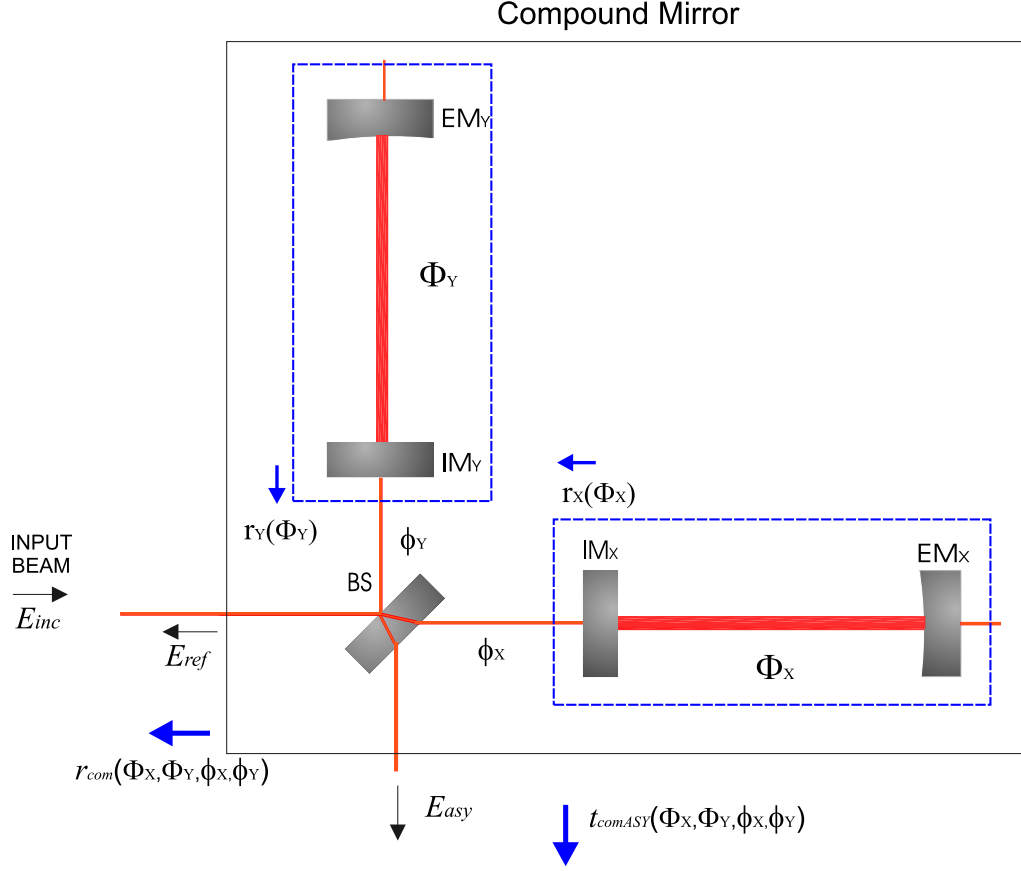 Compound Mirror
EMY
ΦY
IMY
rY(ΦY)
rX(ΦX)
ϕY
IMX
EMX
INPUT
BEAM
BS
Einc
Eref
ϕX
ΦX
rcom(ΦX,ΦY,ϕX,ϕY)
Easy
tcomASY(ΦX,ΦY,ϕX,ϕY)